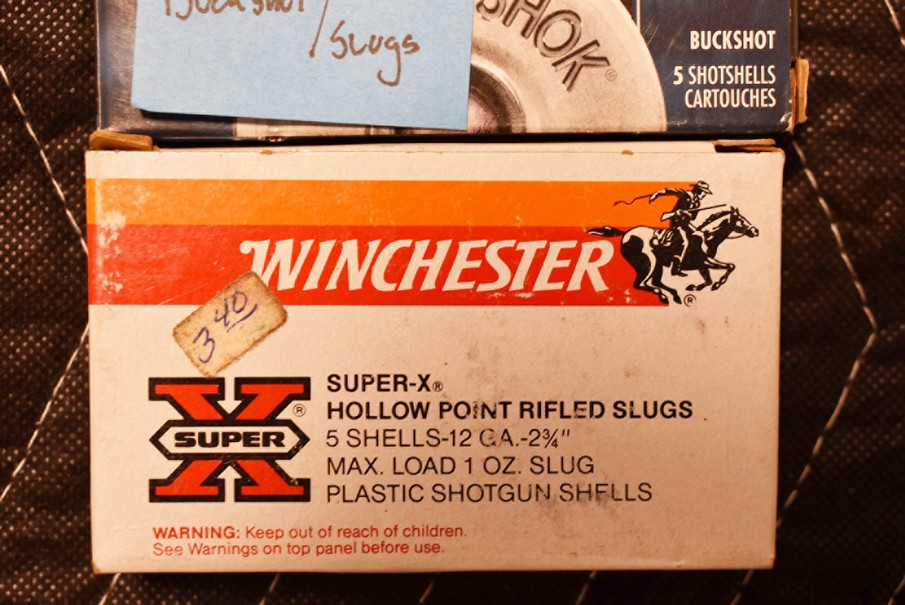 Buckshot/
/Slugs
SHOK®
BUCKSHOT
5 SHOTSHELLS
CARTOUCHES
WINCHESTER
®
3 40
SUPER
®
SUPER-X®
HOLLOW POINT RIFLED SLUGS
5 SHELLS-12 GA.-2¾"
MAX. LOAD 1 OZ. SLUG
PLASTIC SHOTGUN SHELLS
WARNING: Keep out of reach of children.
See Warnings on top panel before use.